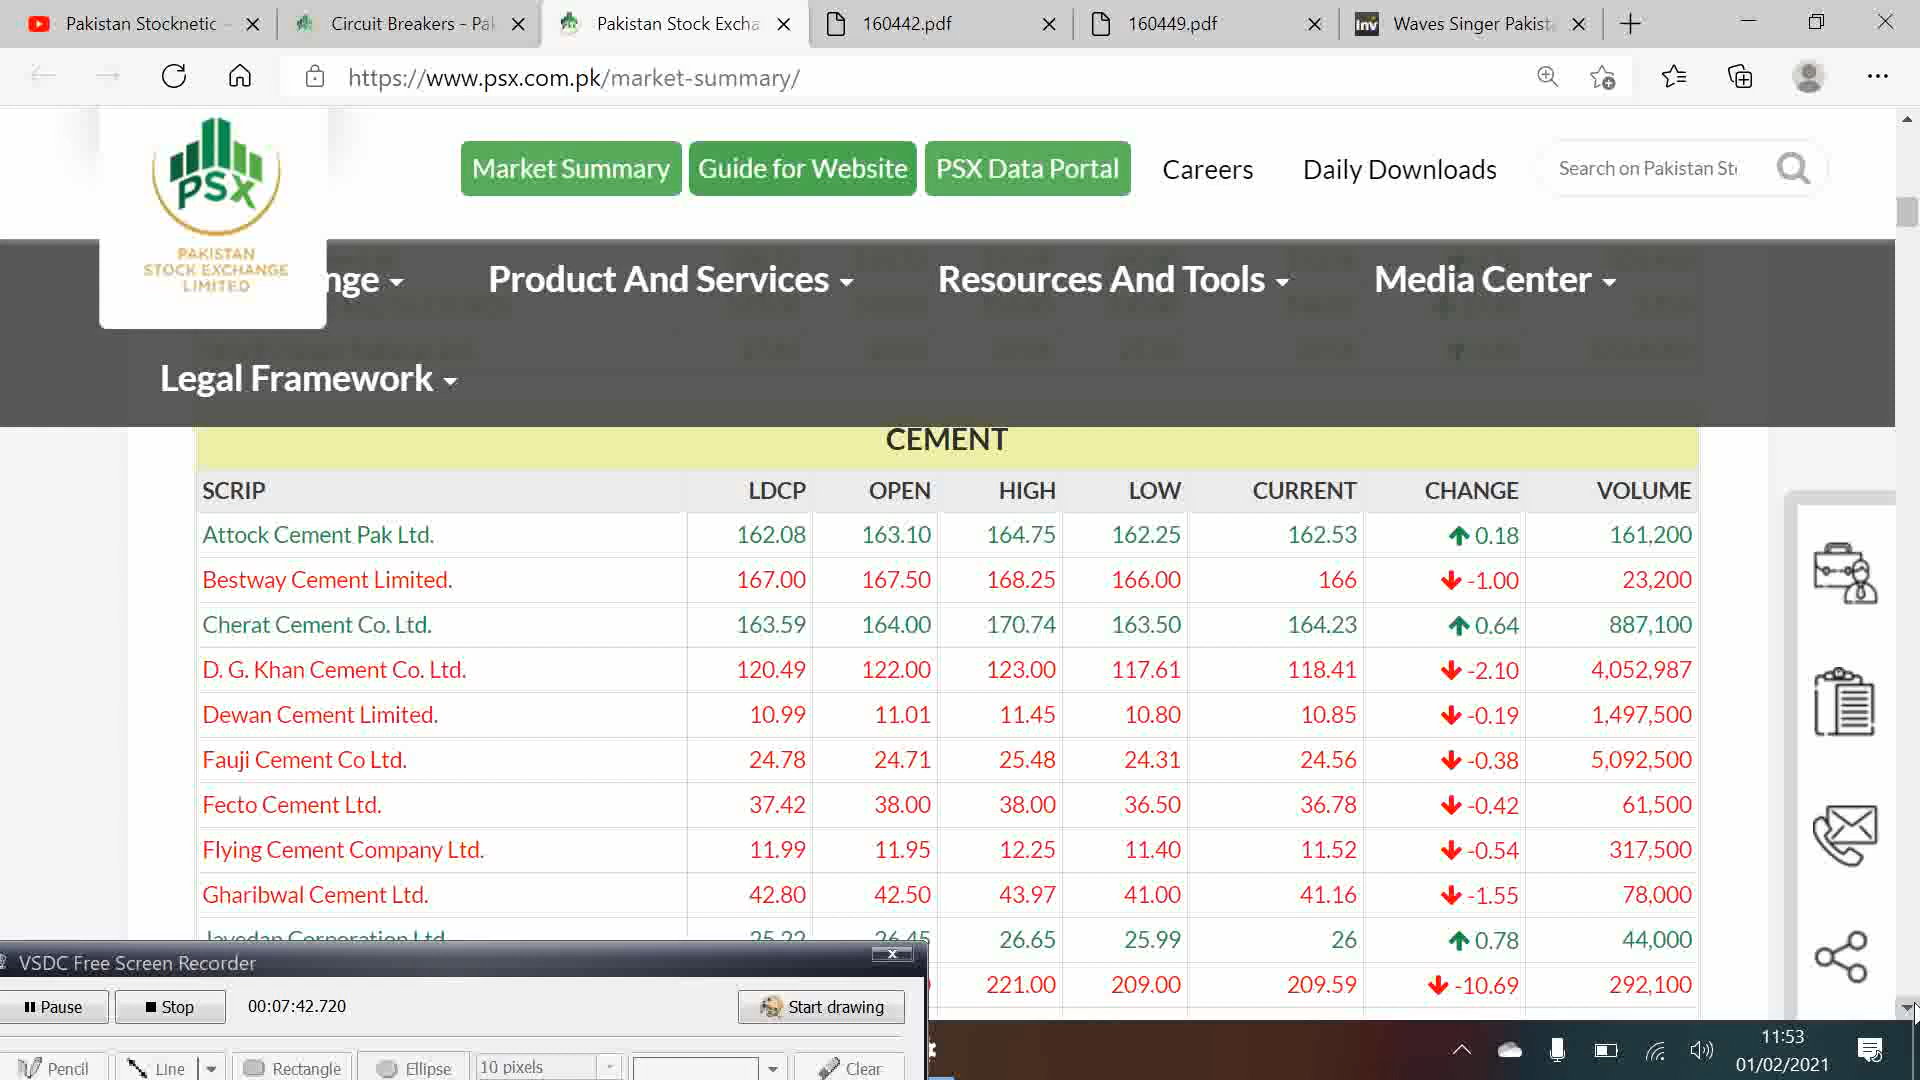 Pakistan Stocknetic
Circuit Breakers - Pak
Pakistan Stock Excha
160442.pdf
160449.pdf
Inv Waves Singer Pakist
https://www.psx.com.pk/market-summary/
PSX
PAKISTAN
STOCK EXCHANGE
LIMITED
Market Summary
Guide for Website
PSX Data Portal
Careers
Daily Downloads
Search on Pakistan St
nge
Product And Services
Resources And Tools
Media Center
Legal Framework
CEMENT
SCRIP LDCP OPEN HIGH LOW CURRENT CHANGE VOLUME
Attock Cement Pak Ltd. 162.08 163.10 164.75 162.25 162.53 0.18 161,200
Bestway Cement Limited. 167.00 167.50 168.25 166.00 166 -1.00 23,200
Cherat Cement Co. Ltd. 163.59 164.00 170.74 163.50 164.23 0.64 887,100
D. G. Khan Cement Co. Ltd. 120.49 122.00 123.00 117.61 118.41 -2.10 4,052,987
Dewan Cement Limited. 10.99 11.01 11.45 10.80 10.85 -0.19 1,497,500
Fauji Cement Co Ltd. 24.78 24.71 25.48 24.31 24.56 -0.38 5,092,500
Fecto Cement Ltd. 37.42 38.00 38.00 36.50 36.78 -0.42 61,500
Flying Cement Company Ltd. 11.99 11.95 12.25 11.40 11.52 -0.54 317,500
Gharibwal Cement Ltd. 42.80 42.50 43.97 41.00 41.16 -1.55 78,000
Javedan Corporation Ltd. 25.22 26.45 26.65 25.99 26 0.78 44,000
221.00 209.00 209.59 -10.69 292,100
VSDC Free Screen Recorder
Pause
Stop
00:07:42.720
Start drawing
Pencil
Line
Rectangle
Ellipse
10 pixels
Clear
11:53
01/02/2021